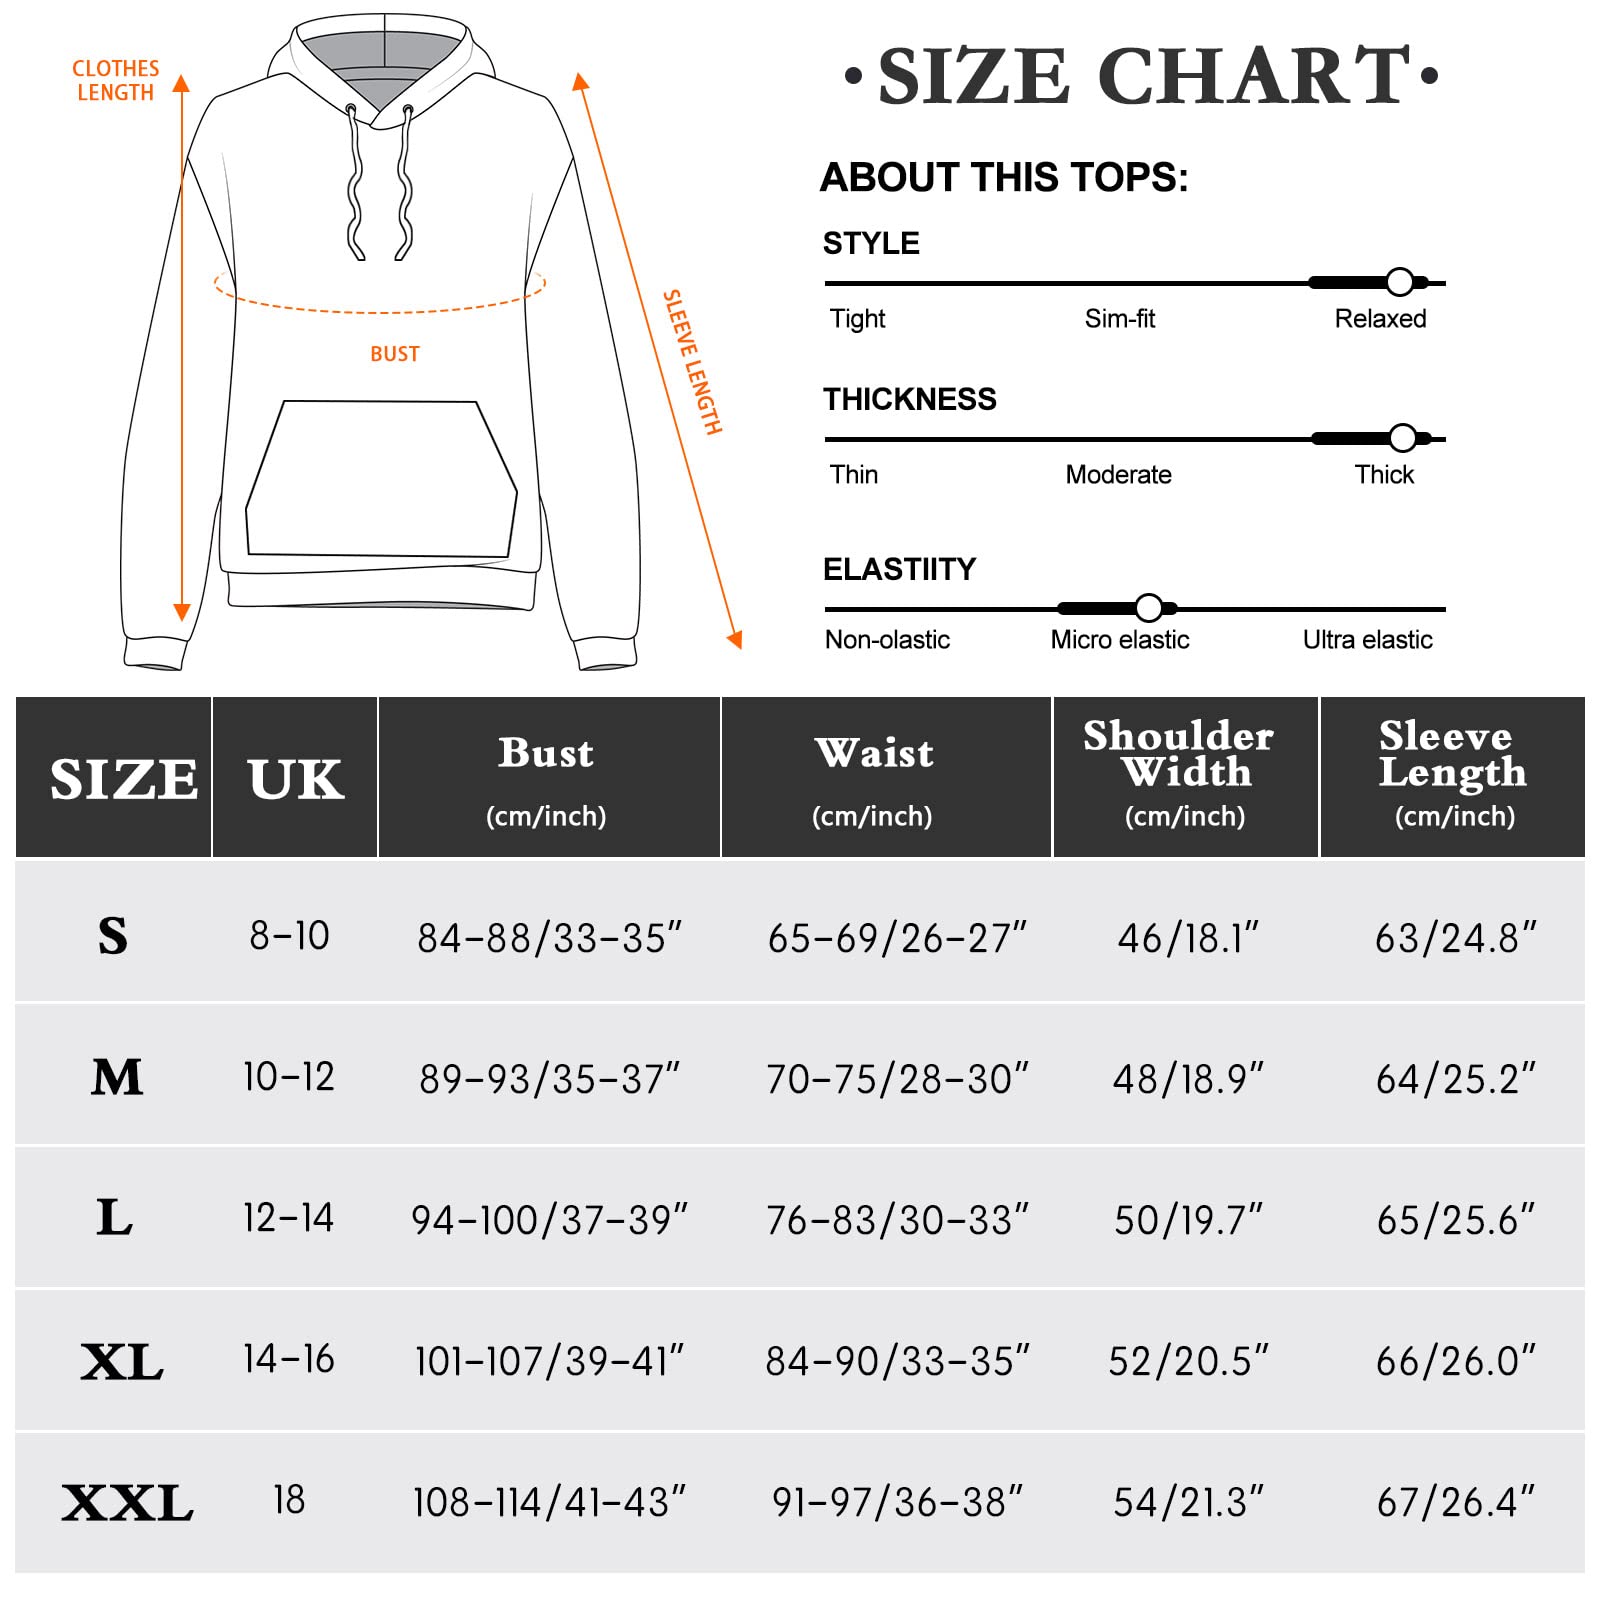 CLOTHES
LENGTH
BUST
SLEEVE LENGTH
•SIZE CHART•
ABOUT THIS TOPS:
STYLE
Tight Sim-fit Relaxed
THICKNESS
Thin Moderate Thick
ELASTIITY
Non-olastic Micro elastic Ultra elastic
SIZE UK Bust (cm/inch) Waist (cm/inch) Shoulder Width (cm/inch) Sleeve Length (cm/inch)
S 8-10 84-88/33-35" 65-69/26-27" 46/18.1" 63/24.8"
M 10-12 89-93/35-37" 70-75/28-30" 48/18.9" 64/25.2"
L 12-14 94-100/37-39" 76-83/30-33" 50/19.7" 65/25.6"
XL 14-16 101-107/39-41" 84-90/33-35" 52/20.5" 66/26.0"
XXL 18 108-114/41-43" 91-97/36-38" 54/21.3" 67/26.4"